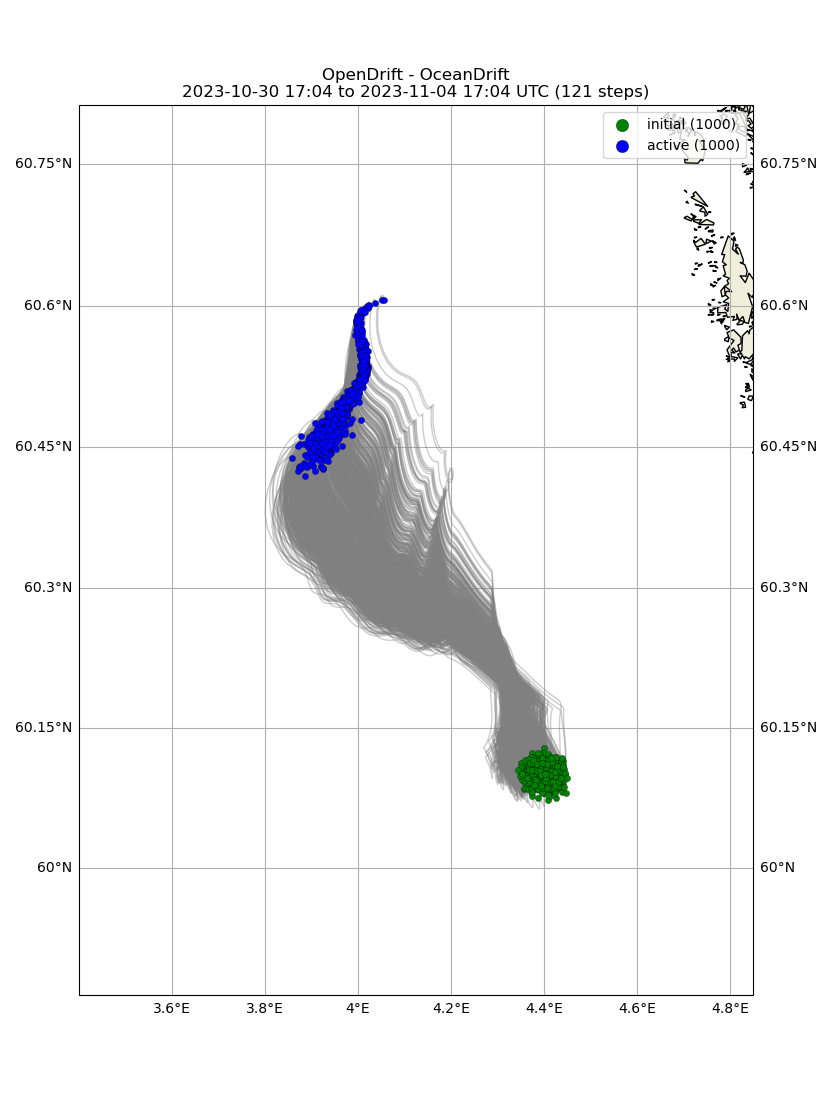 OpenDrift - OceanDrift
2023-10-30 17:04 to 2023-11-04 17:04 UTC (121 steps)
initial (1000)
active (1000)
60.75°N
60.75°N
60.6°N
60.6°N
60.45°N
60.45°N
60.3°N
60.3°N
60.15°N
60.15°N
60°N
60°N
3.6°E 3.8°E 4°E 4.2°E 4.4°E 4.6°E 4.8°E